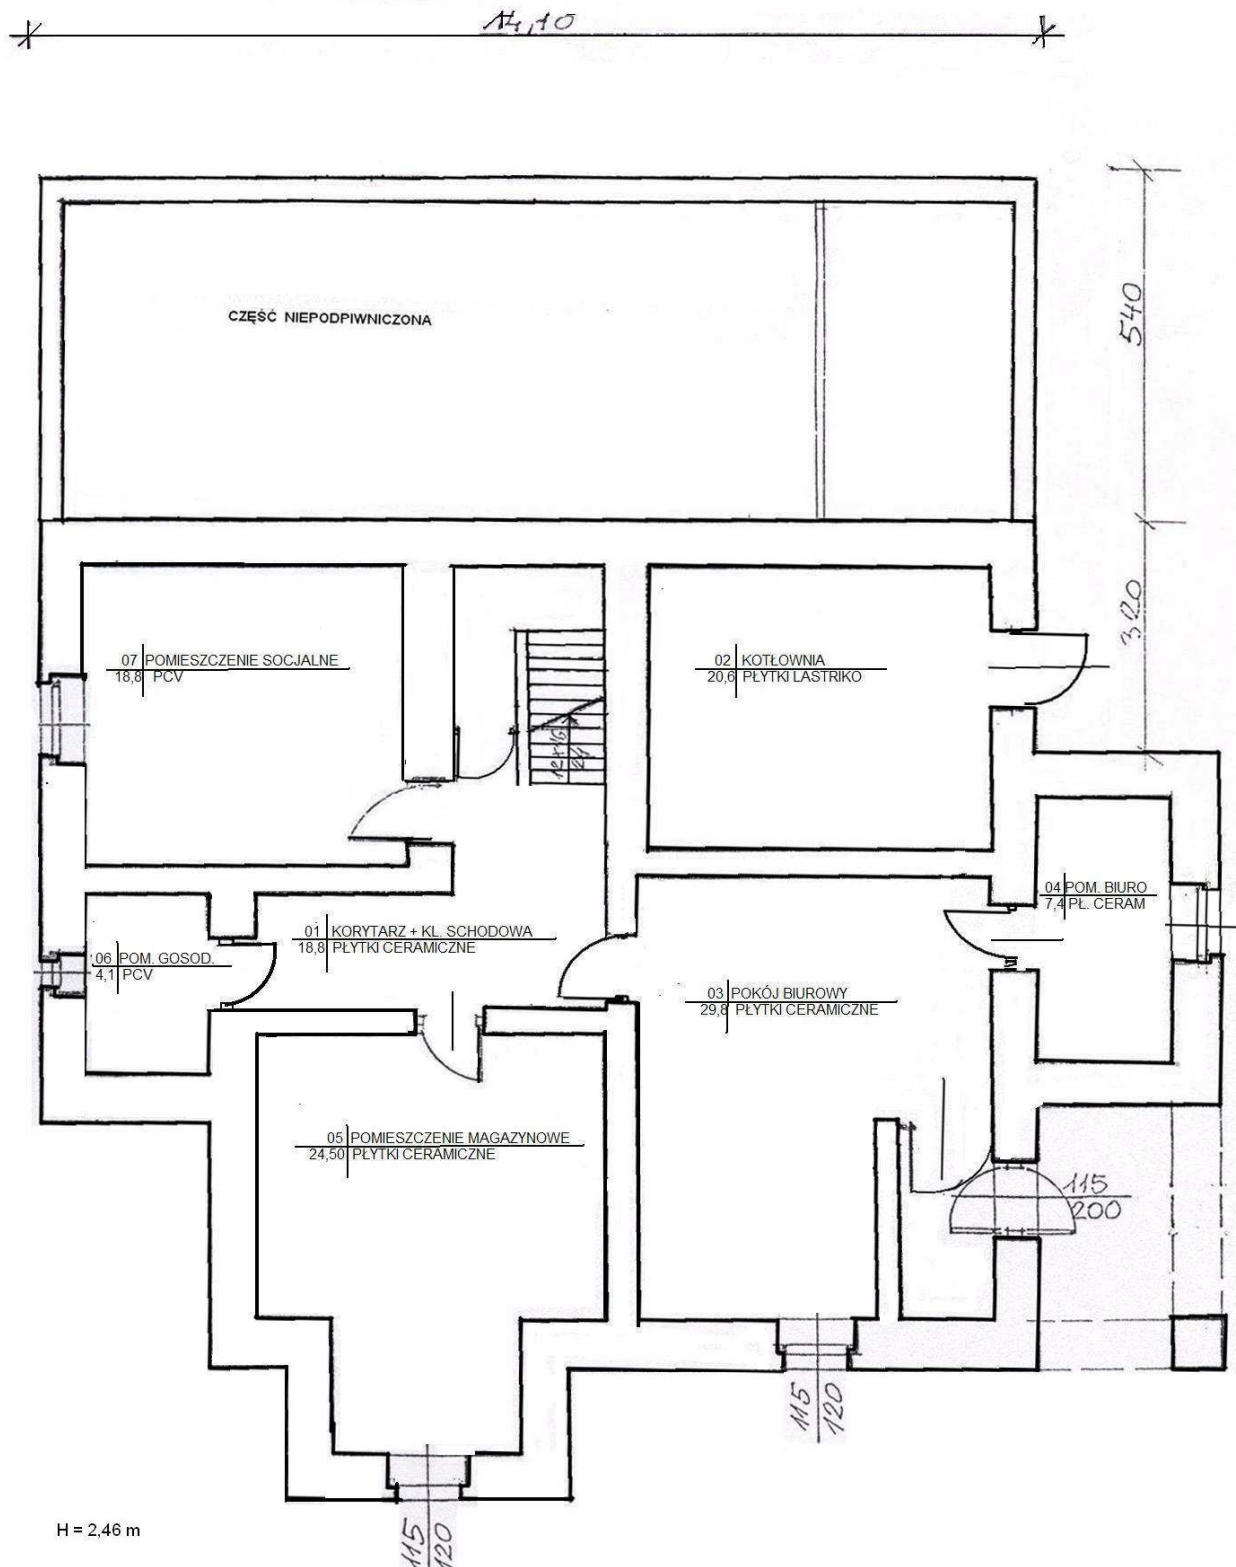 14,10
540
CZĘŚĆ NIEPODPIWNICZONA
320
07 POMIESZCZENIE SOCJALNE
18,8 PCV
02 KOTŁOWNIA
20,6 PŁYTKI LASTRIKO
12x16
24
04 POM. BIURO
7,4 PŁ. CERAM
01 KORYTARZ + KL. SCHODOWA
18,8 PŁYTKI CERAMICZNE
06 POM. GOSOD.
4,1 PCV
03 POKÓJ BIUROWY
29,8 PŁYTKI CERAMICZNE
05 POMIESZCZENIE MAGAZYNOWE
24,50 PŁYTKI CERAMICZNE
115
200
115
120
H = 2,46 m
115
120